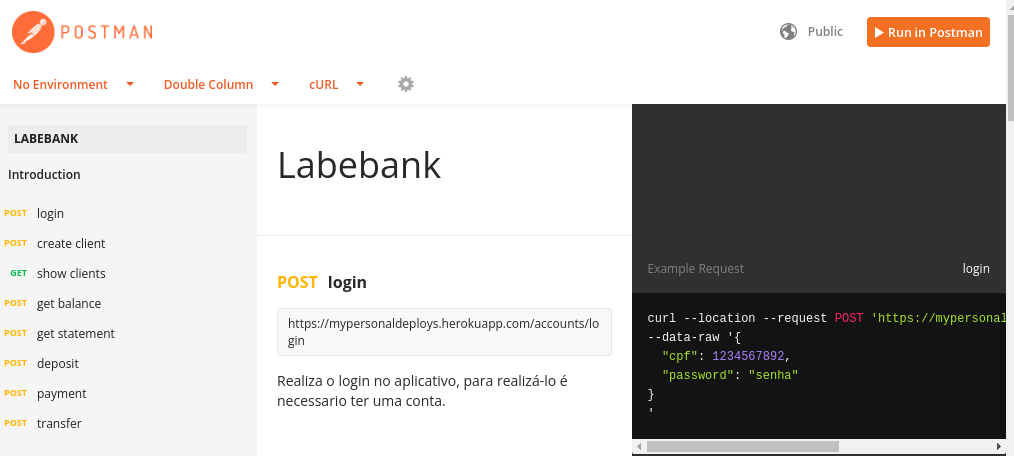 POSTMAN
Public
Run in Postman
No Environment
Double Column
cURL
LABEBANK
Introduction
POST login
POST create client
GET show clients
POST get balance
POST get statement
POST deposit
POST payment
POST transfer
Labebank
POST login
https://mypersonaldeploys.herokuapp.com/accounts/lo
gin
Realiza o login no aplicativo, para realizá-lo é
necessario ter uma conta.
Example Request
login
curl --location --request POST 'https://mypersonal
--data-raw '{
"cpf": 1234567892,
"password": "senha"
}
'